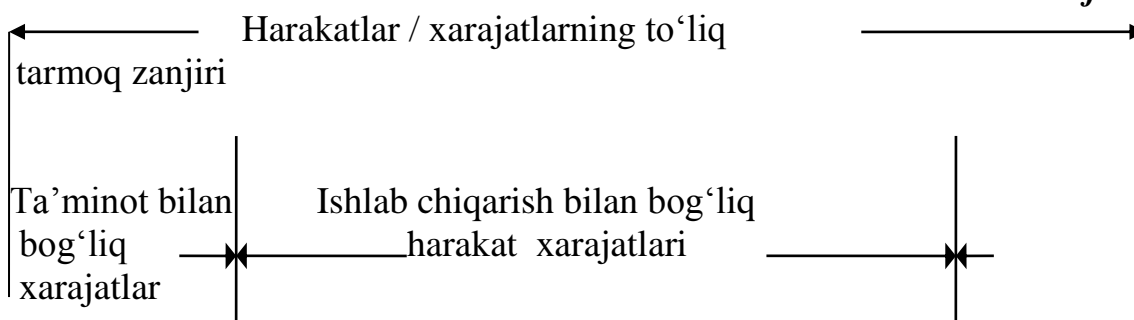 Harakatlar / xarajatlarning to‘liq
tarmoq zanjiri
Ta’minot bilan
bog‘liq
xarajatlar
Ishlab chiqarish bilan bog‘liq
harakat xarajatlari